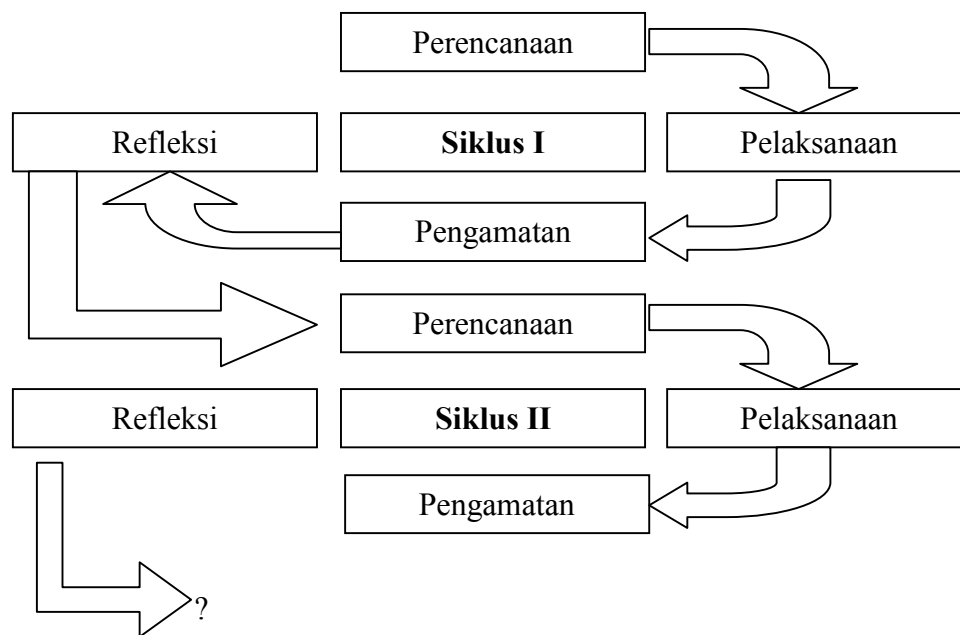 Perencanaan
Refleksi
Siklus I
Pelaksanaan
Pengamatan
Perencanaan
Refleksi
Siklus II
Pelaksanaan
Pengamatan
?